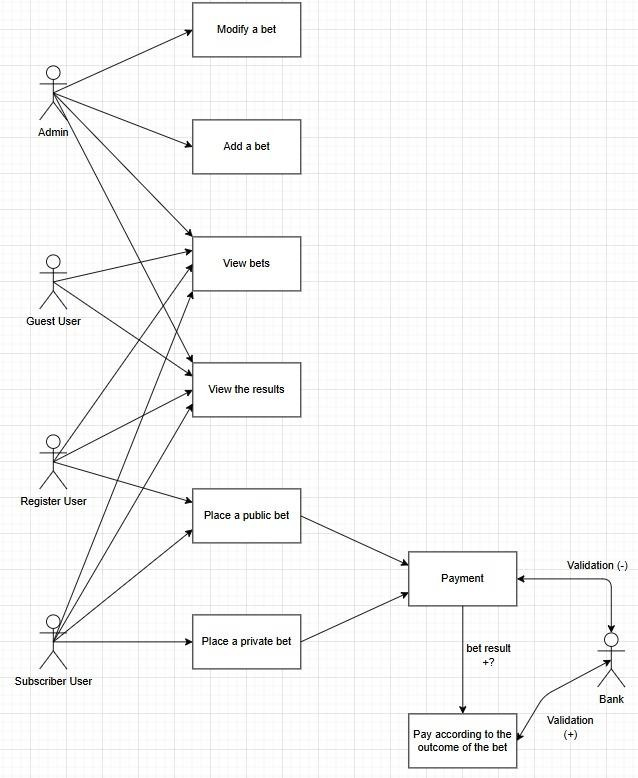 Modify a bet
Admin
Add a bet
View bets
Guest User
View the results
Register User
Place a public bet
Validation (-)
Payment
Place a private bet
bet result
+?
Subscriber User
Bank
Validation
(+)
Pay according to the
outcome of the bet